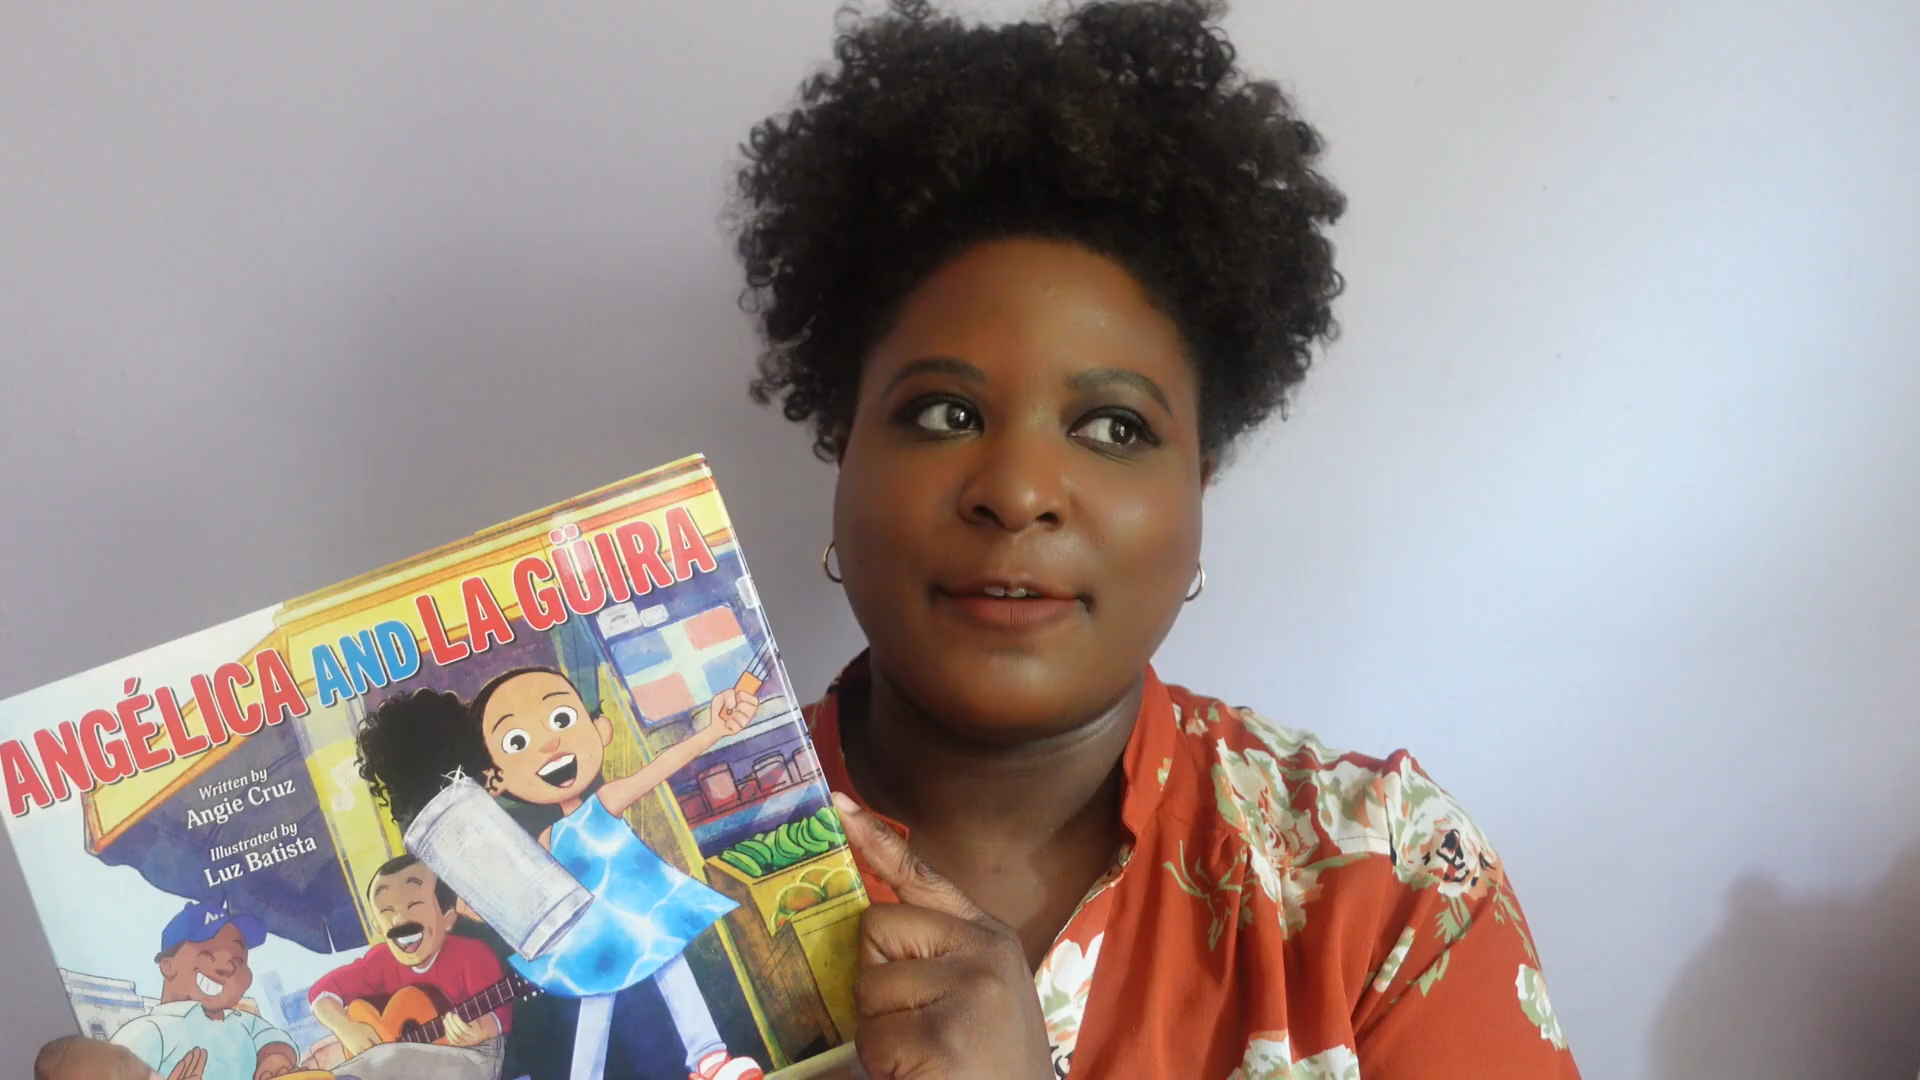 ANGÉLICA AND LA GÜIRA
Written by
Angie Cruz
Illustrated by
Luz Batista